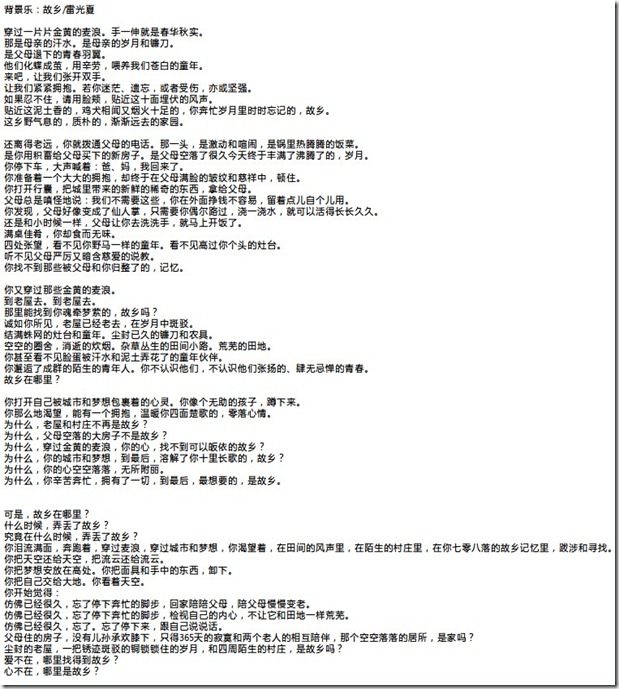 背景乐：故乡/雷光夏
穿过一片片金黄的麦浪。手一伸就是春华秋实。
那是母亲的汗水。是母亲的岁月和镰刀。
是父母退下的青春羽翼。
他们化蝶成茧，用辛劳，喂养我们苍白的童年。
来吧，让我们张开双手。
让我们紧紧拥抱。若你迷茫、遗忘，或者受伤，亦或坚强。
如果忍不住，请用脸颊，贴近这十面埋伏的风声。
贴近这泥土香的，鸡犬相闻又烟火十足的，你奔忙岁月里时时忘记的，故乡。
这乡野气息的，质朴的，渐渐远去的家园。
还离得老远，你就拨通父母的电话。那一头，是激动和喧闹，是锅里热腾腾的饭菜。
是你用积蓄给父母买下的新房子。是父母空落了很久今天终于丰满了沸腾了的，岁月。
你停下车，大声喊着：爸、妈，我回来了。
你准备着一个大大的拥抱，却终于在父母满脸的皱纹和慈祥中，顿住。
你打开行囊，把城里带来的新鲜的稀奇的东西，拿给父母。
父母总是嗔怪地说：我们不需要这些，你在外面挣钱不容易，留着点儿自个儿用。
你发现，父母好像变成了仙人掌，只需要你偶尔路过，浇一浇水，就可以活得长长久久。
还是和小时候一样，父母让你去洗洗手，就马上开饭了。
满桌佳肴，你却食而无味。
四处张望，看不见你野马一样的童年。看不见高过你个头的灶台。
听不见父母严厉又暗含慈爱的说教。
你找不到那些被父母和你归整了的，记忆。
你又穿过那些金黄的麦浪。
到老屋去。到老屋去。
那里能找到你魂牵梦萦的，故乡吗？
诚如你所见，老屋已经老去，在岁月中斑驳。
结满蛛网的灶台和童年。尘封已久的镰刀和农具。
空空的圈舍，消逝的炊烟。杂草丛生的田间小路。荒芜的田地。
你甚至看不见脸蛋被汗水和泥土弄花了的童年伙伴。
你邂逅了成群的陌生的青年人。你不认识他们，不认识他们张扬的、肆无忌惮的青春。
故乡在哪里？
你打开自己被城市和梦想包裹着的心灵。你像个无助的孩子，蹲下来。
你那么地渴望，能有一个拥抱，温暖你四面楚歌的，零落心情。
为什么，老屋和村庄不再是故乡？
为什么，父母空落的大房子不是故乡？
为什么，穿过金黄的麦浪，你的心，找不到可以皈依的故乡？
为什么，你的城市和梦想，到最后，溶解了你十里长歌的，故乡？
为什么，你的心空空落落，无所附丽。
为什么，你辛苦奔忙，拥有了一切，到最后，最想要的，是故乡。
可是，故乡在哪里？
什么时候，弄丢了故乡？
究竟在什么时候，弄丢了故乡？
你泪流满面，奔跑着，穿过麦浪，穿过城市和梦想，你渴望着，在田间的风声里，在陌生的村庄里，在你七零八落的故乡记忆里，跋涉和寻找。
你把天空还给天空，把流云还给流云。
你把梦想安放在高处。你把面具和手中的东西，卸下。
你把自己交给大地。你看着天空。
你开始觉得：
仿佛已经很久，忘了停下奔忙的脚步，回家陪陪父母，陪父母慢慢变老。
仿佛已经很久，忘了停下奔忙的脚步，检视自己的内心，不让它和田地一样荒芜。
仿佛已经很久，忘了。忘了停下来，跟自己说说话。
父母住的房子，没有儿孙承欢膝下，只得365天的寂寞和两个老人的相互陪伴，那个空空落落的居所，是家吗？
尘封的老屋，一把锈迹斑驳的铜锁锁住的岁月，和四周陌生的村庄，是故乡吗？
爱不在，哪里找得到故乡？
心不在，哪里是故乡？